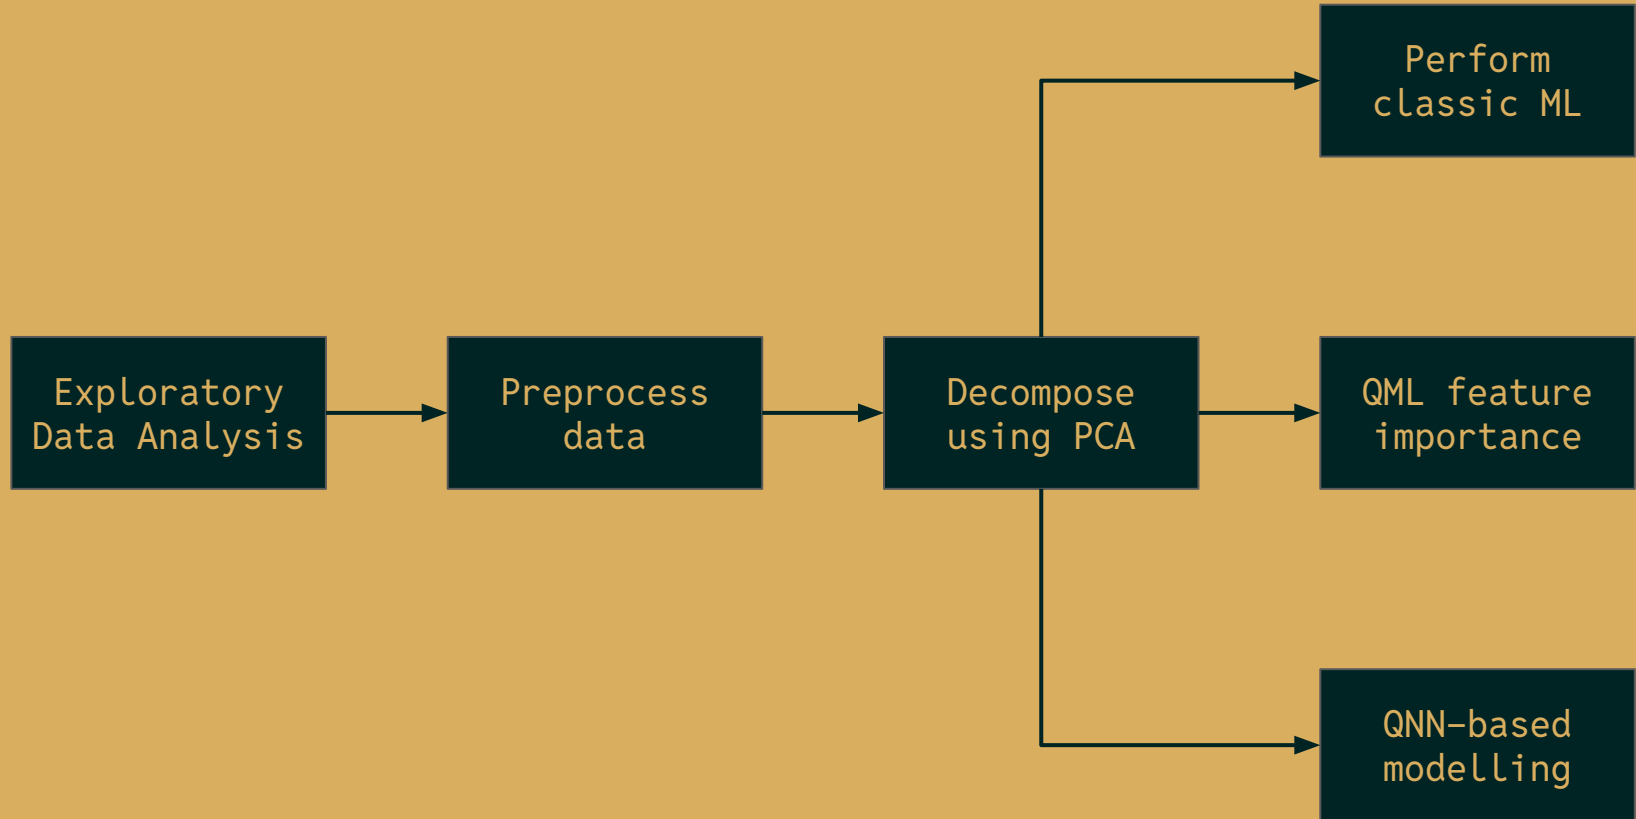 Perform
classic ML
Exploratory
Data Analysis
Preprocess
data
Decompose
using PCA
QML feature
importance
QNN-based
modelling